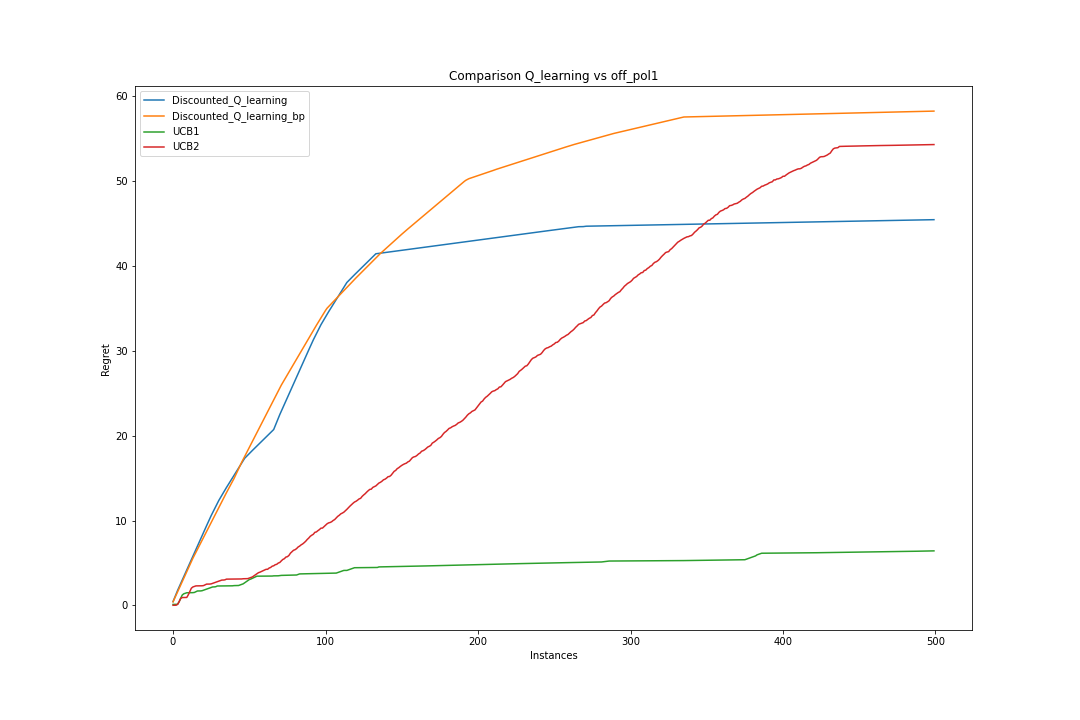 Comparison Q_learning vs off_pol1
Discounted_Q_learning
Discounted_Q_learning_bp
UCB1
UCB2
60
50
40
30
20
10
0
Regret
0 100 200 300 400 500
Instances